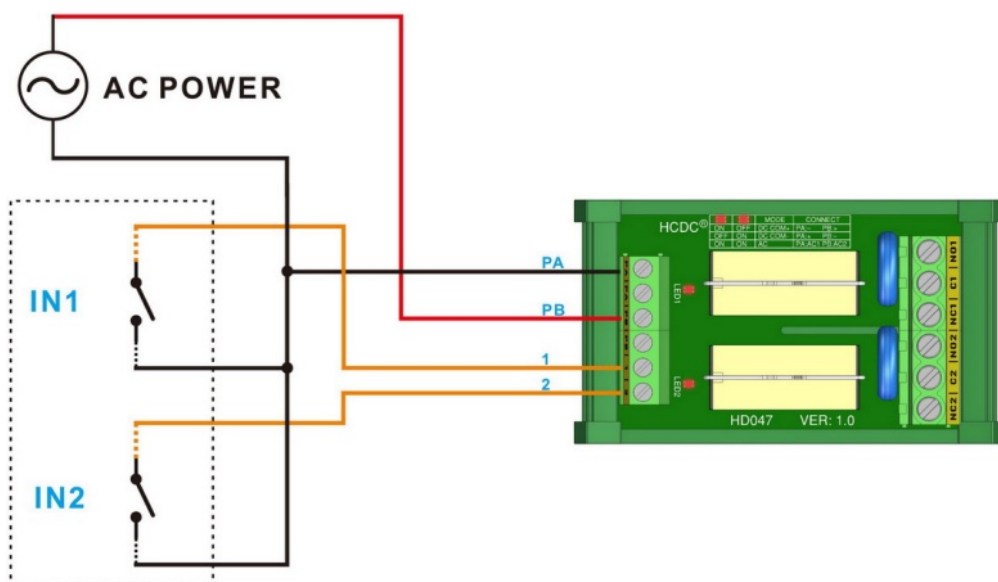 AC POWER
HCDC®
MODE CONNECT
ON OFF DC COM+ PA:- PB:+
OFF ON DC COM- PA:+ PB:-
ON ON AC PA:AC1 PB:AC2
PA
PB
1
2
IN1
IN2
LED1
LED2
NO1
C1
NC1
NO2
C2
NC2
HD047 VER: 1.0